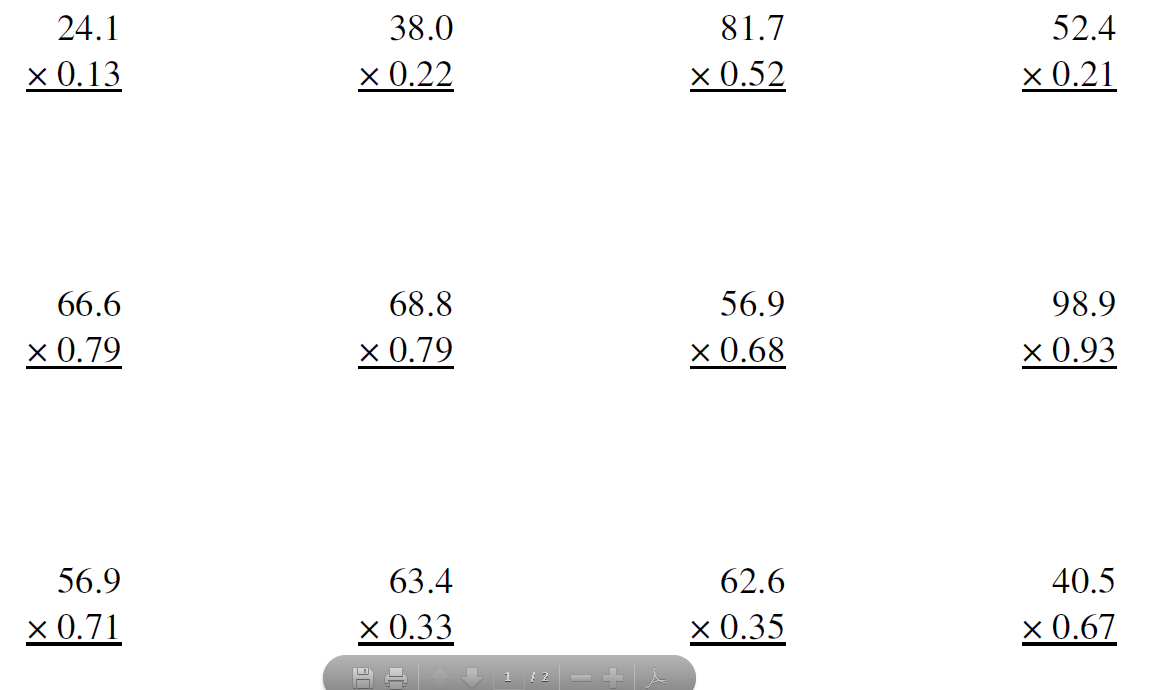 24.1 38.0 81.7 52.4
× 0.13 × 0.22 × 0.52 × 0.21
66.6 68.8 56.9 98.9
× 0.79 × 0.79 × 0.68 × 0.93
56.9 63.4 62.6 40.5
× 0.71 × 0.33 × 0.35 × 0.67
1 / 2